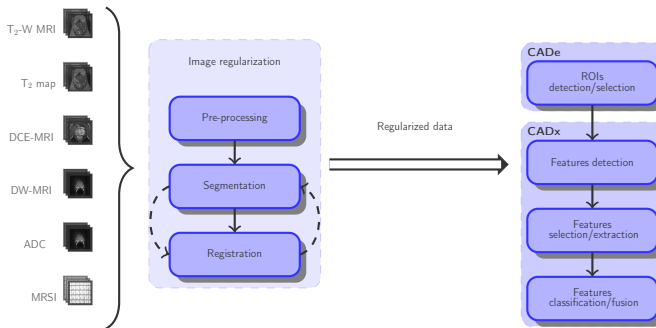 T₂-W MRI
T₂ map
DCE-MRI
DW-MRI
ADC
MRSI
Image regularization
Pre-processing
Segmentation
Registration
Regularized data
CADe
ROIs
detection/selection
CADx
Features detection
Features
selection/extraction
Features
classification/fusion